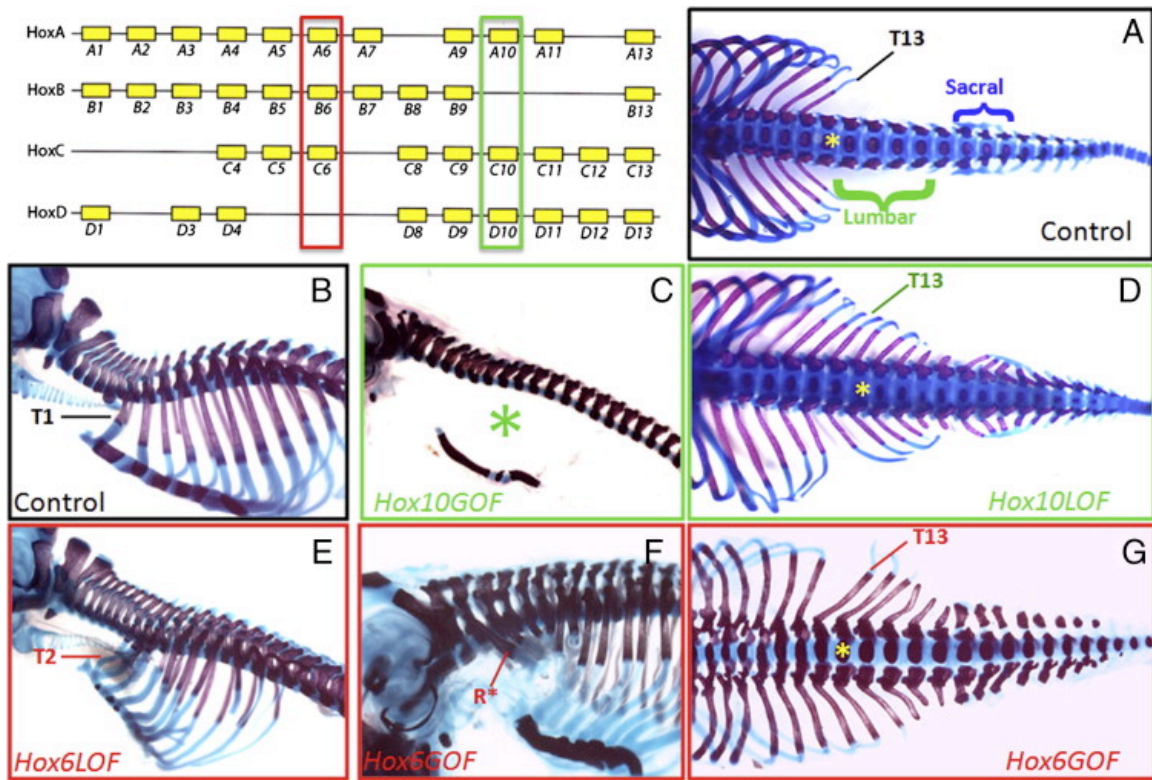 HoxA
A1 A2 A3 A4 A5 A6 A7 A9 A10 A11 A13
HoxB
B1 B2 B3 B4 B5 B6 B7 B8 B9 B13
HoxC
C4 C5 C6 C8 C9 C10 C11 C12 C13
HoxD
D1 D3 D4 D8 D9 D10 D11 D12 D13
A
T13
Sacral
*
Lumbar
Control
B
T1
Control
C
*
Hox10GOF
D
T13
*
Hox10LOF
E
T2
Hox6LOF
F
R*
Hox6GOF
G
T13
*
Hox6GOF